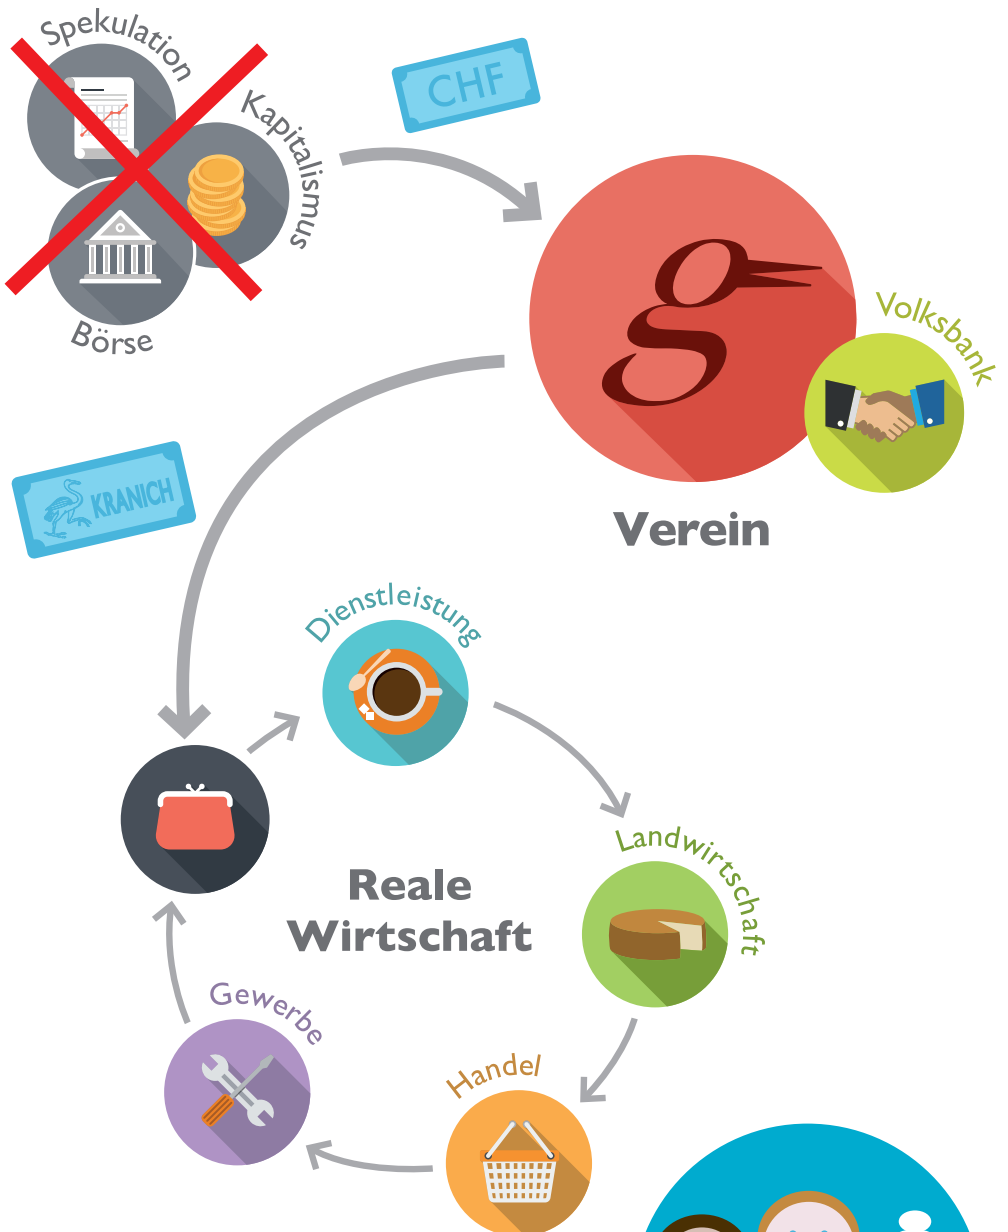 Spekulation
Kapitalismus
Börse
CHF
g
Volksbank
Verein
KRANICH
Dienstleistung
Landwirtschaft
Reale
Wirtschaft
Gewerbe
Handel